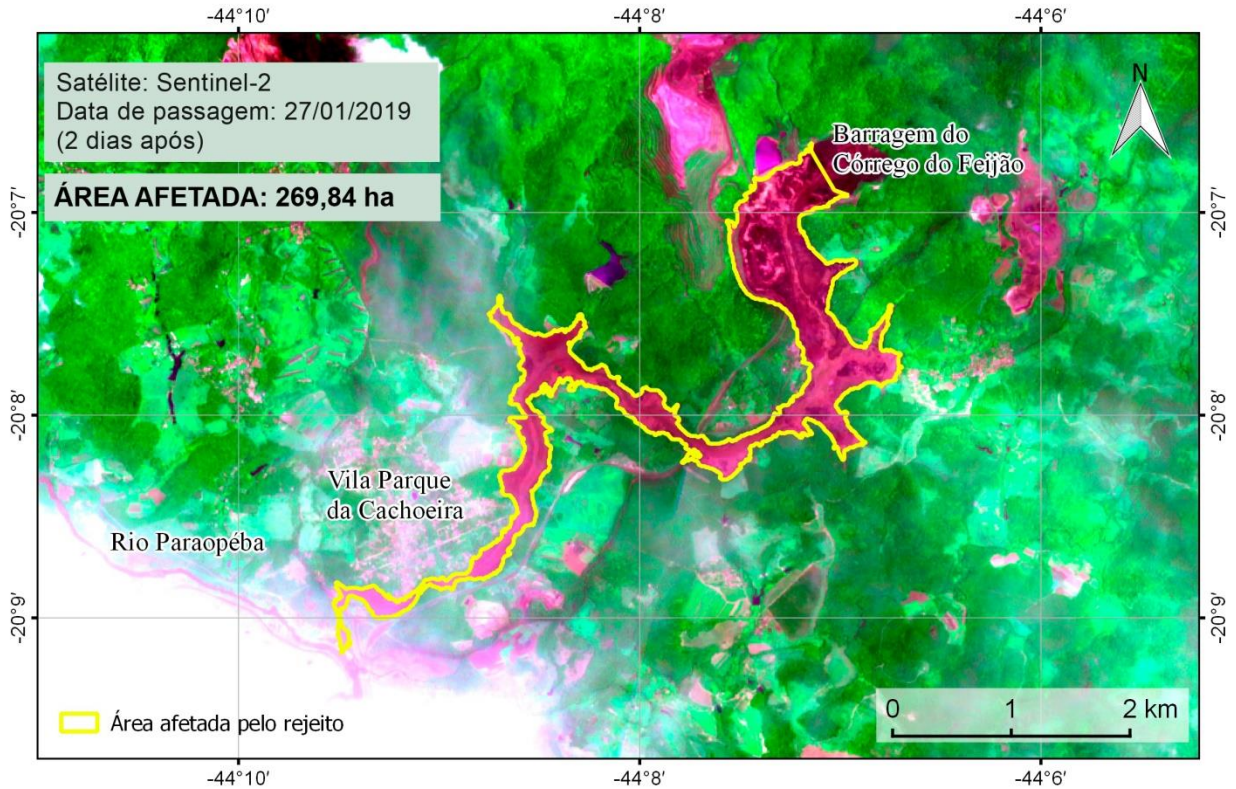 -44°10′
-44°8′
-44°6′
Satélite: Sentinel-2
Data de passagem: 27/01/2019
(2 dias após)
ÁREA AFETADA: 269,84 ha
N
Barragem do
Córrego do Feijão
-20°7′
-20°7′
-20°8′
-20°8′
Vila Parque
da Cachoeira
Rio Paraopéba
-20°9′
-20°9′
Área afetada pelo rejeito
0 1 2 km
-44°10′
-44°8′
-44°6′